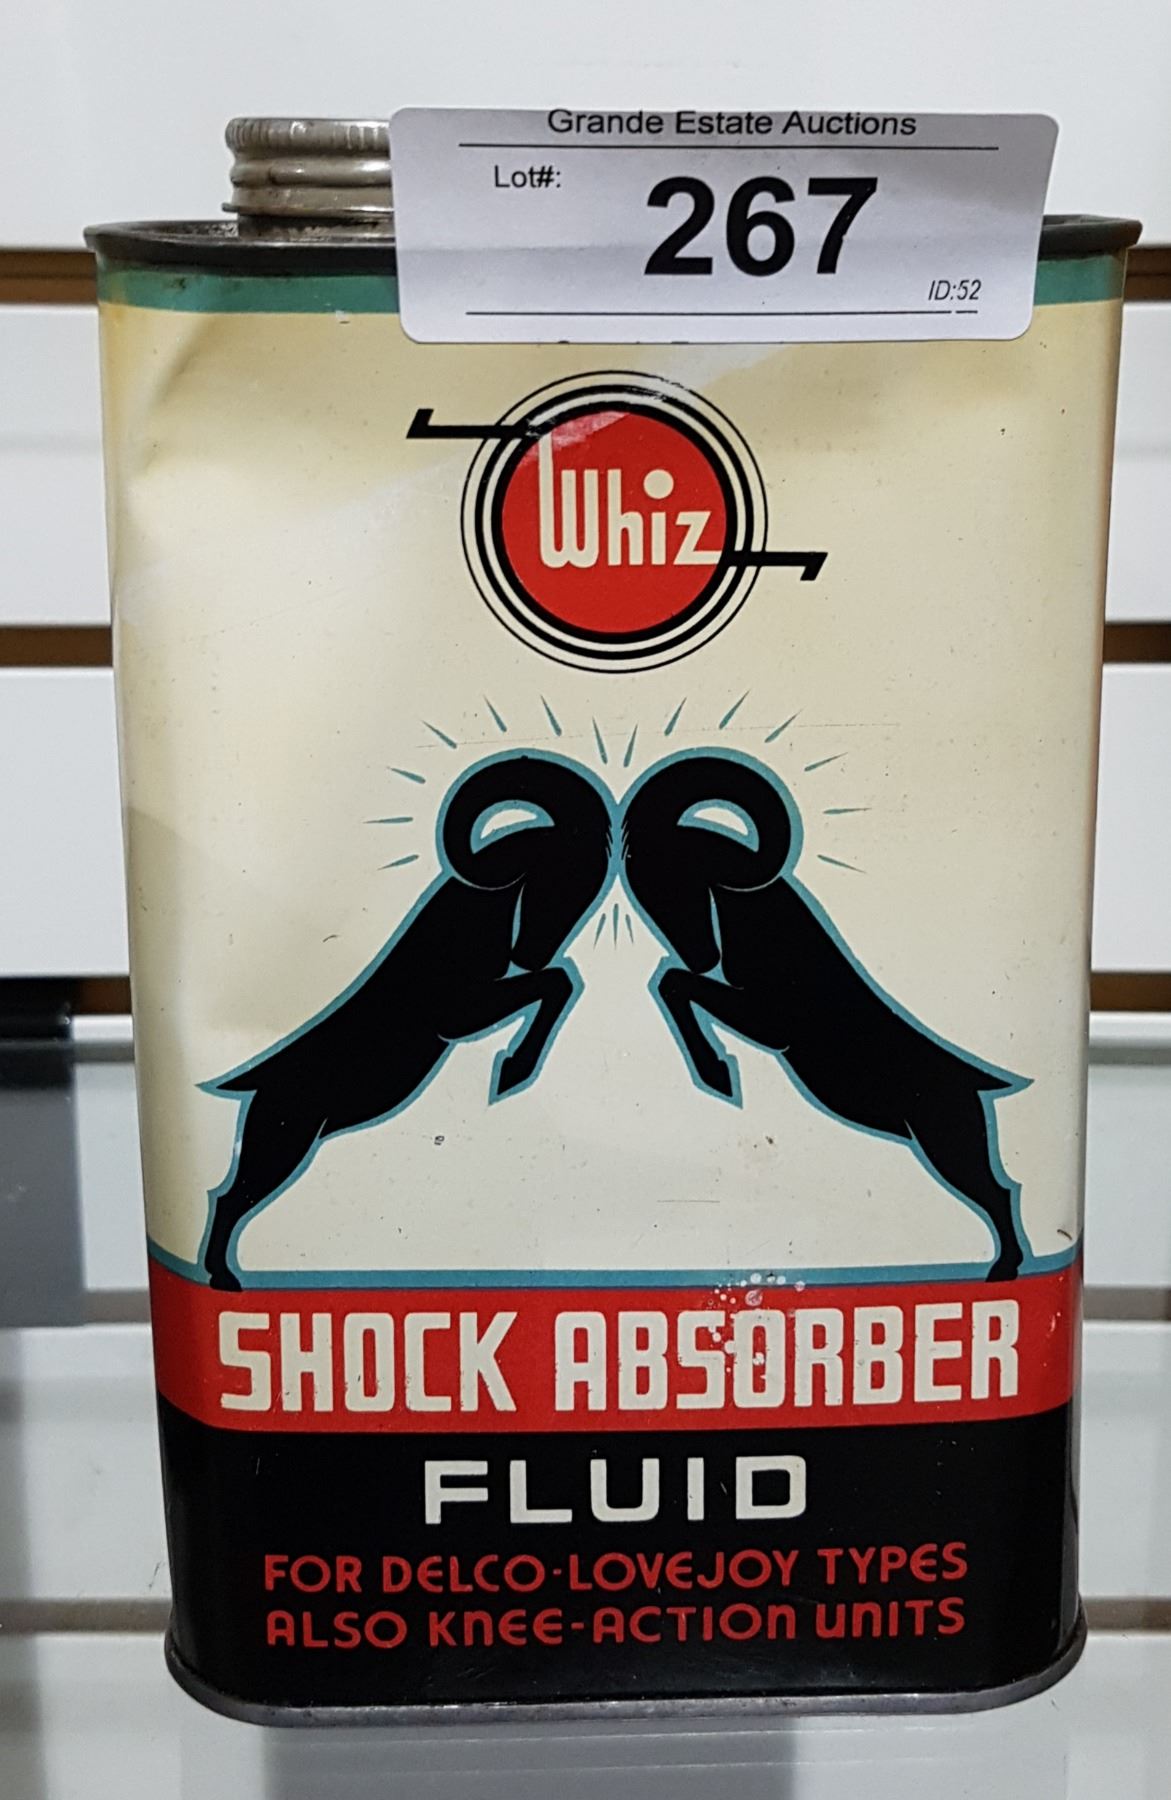 Grande Estate Auctions
Lot#:
267
ID:52
Whiz
SHOCK ABSORBER
FLUID
FOR DELCO-LOVEJOY TYPES
ALSO KNEE-ACTION UNITS